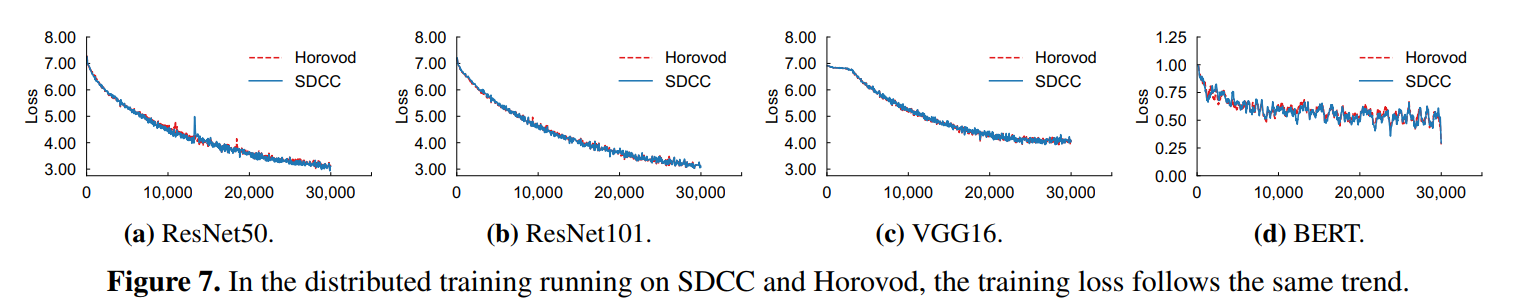 8.00
7.00
6.00
5.00
4.00
3.00
Loss
0
10,000
20,000
30,000
Horovod
SDCC
(a) ResNet50.
8.00
7.00
6.00
5.00
4.00
3.00
Loss
0
10,000
20,000
30,000
Horovod
SDCC
(b) ResNet101.
8.00
7.00
6.00
5.00
4.00
3.00
Loss
0
10,000
20,000
30,000
Horovod
SDCC
(c) VGG16.
1.25
1.00
0.75
0.50
0.25
0.00
Loss
0
10,000
20,000
30,000
Horovod
SDCC
(d) BERT.
Figure 7. In the distributed training running on SDCC and Horovod, the training loss follows the same trend.